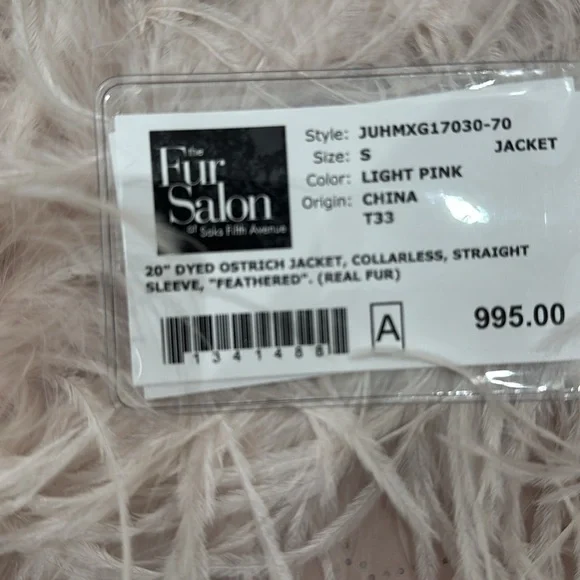 the
Fur
Salon
at Saks Fifth Avenue
Style: JUHMXG17030-70
Size: S JACKET
Color: LIGHT PINK
Origin: CHINA
T33
20" DYED OSTRICH JACKET, COLLARLESS, STRAIGHT
SLEEVE, "FEATHERED". (REAL FUR)
1341488
A
995.00